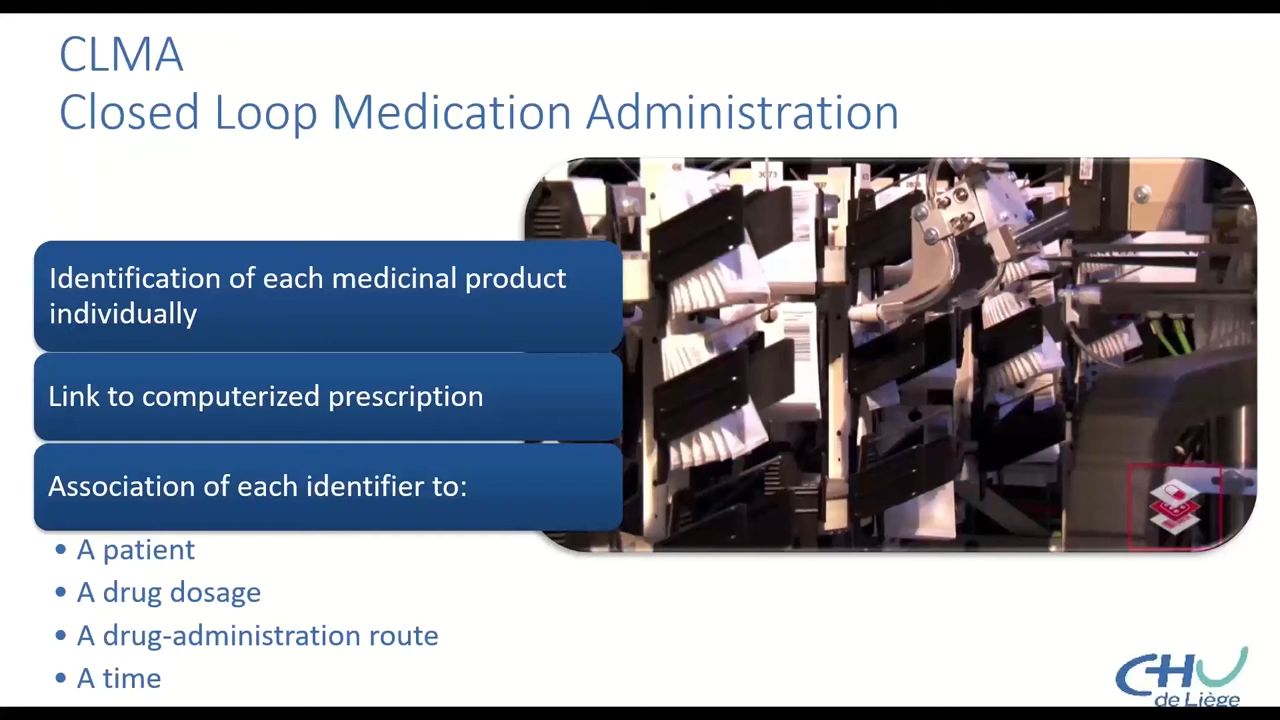 CLMA
Closed Loop Medication Administration
3073
Identification of each medicinal product
individually
Link to computerized prescription
Association of each identifier to:
• A patient
• A drug dosage
• A drug-administration route
• A time
CHU
de Liège